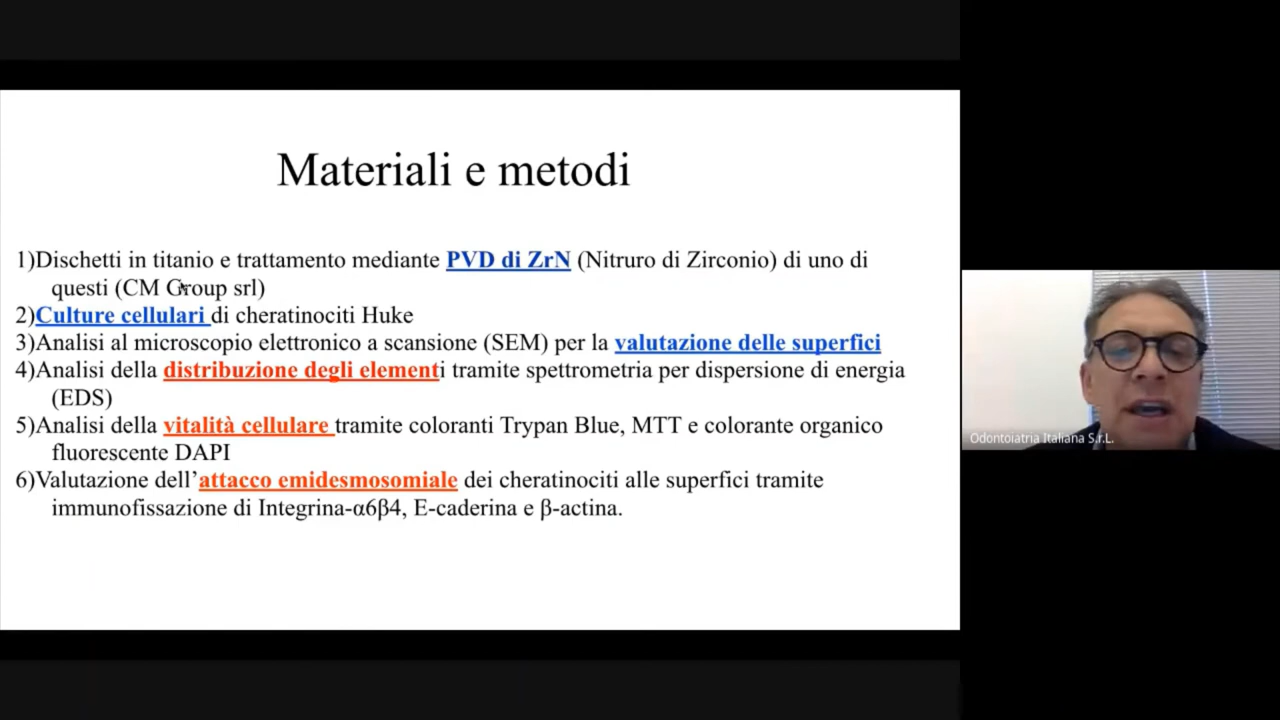 Materiali e metodi
1)Dischetti in titanio e trattamento mediante PVD di ZrN (Nitruro di Zirconio) di uno di
questi (CM Group srl)
2)Culture cellulari di cheratinociti Huke
3)Analisi al microscopio elettronico a scansione (SEM) per la valutazione delle superfici
4)Analisi della distribuzione degli elementi tramite spettrometria per dispersione di energia
(EDS)
5)Analisi della vitalità cellulare tramite coloranti Trypan Blue, MTT e colorante organico
fluorescente DAPI
6)Valutazione dell’attacco emidesmosomiale dei cheratinociti alle superfici tramite
immunofissazione di Integrina-α6β4, E-caderina e β-actina.
Odontoiatria Italiana S.r.L.